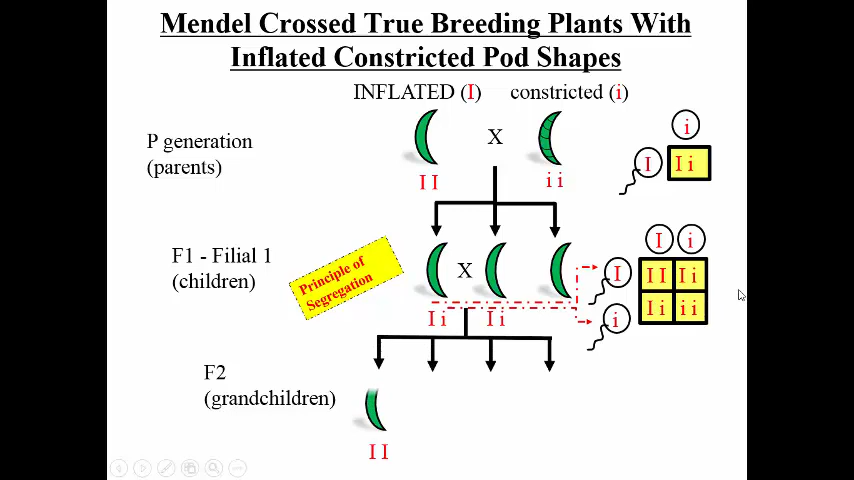 Mendel Crossed True Breeding Plants With
Inflated Constricted Pod Shapes
INFLATED (I) constricted (i)
P generation
(parents)
X
I I
i i
i
I
I i
F1 - Filial 1
(children)
Principle of
Segregation
X
I i
I i
I i
I
i
I I I i
I i i i
F2
(grandchildren)
I I